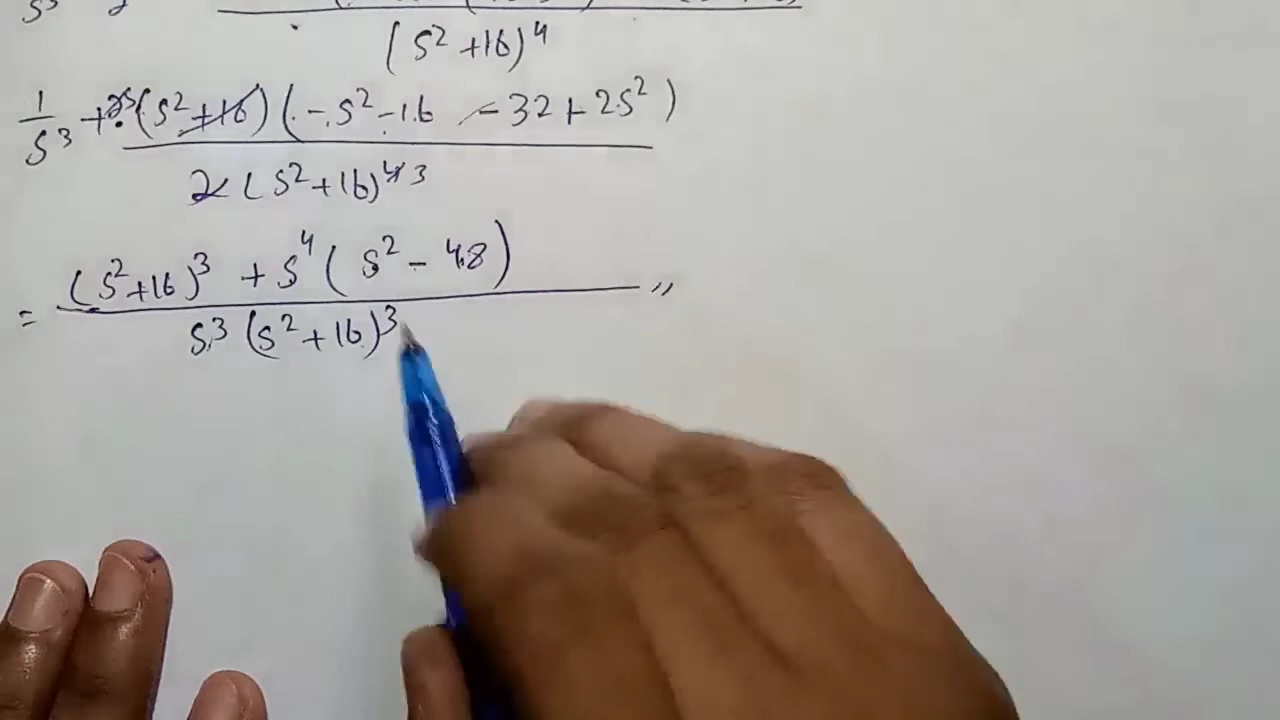 (s² +16)⁴
1/s³ + 2s(s² +16)(-s² -16 -32 + 2s²) / 2(s² +16)⁴ ³
= (s² +16)³ + s⁴(s² - 48) / s³(s² +16)³ ,,